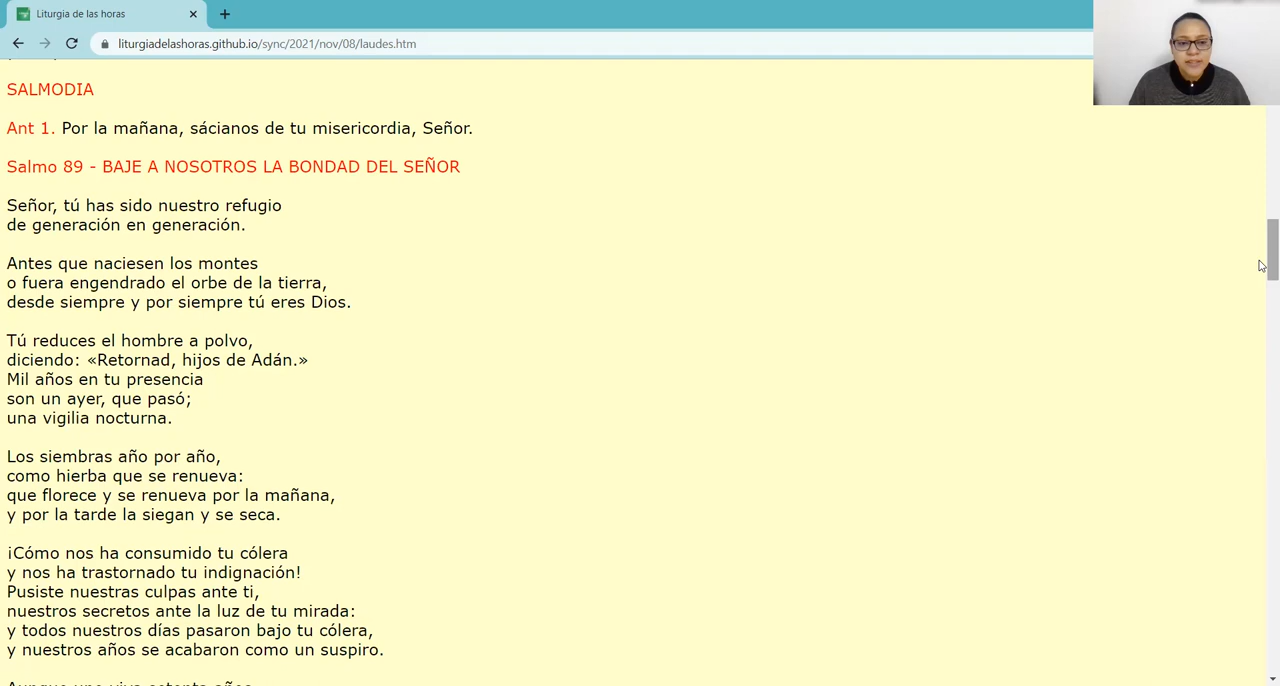 Liturgia de las horas
liturgiadelashoras.github.io/sync/2021/nov/08/laudes.htm
SALMODIA
Ant 1. Por la mañana, sácianos de tu misericordia, Señor.
Salmo 89 - BAJE A NOSOTROS LA BONDAD DEL SEÑOR
Señor, tú has sido nuestro refugio
de generación en generación.
Antes que naciesen los montes
o fuera engendrado el orbe de la tierra,
desde siempre y por siempre tú eres Dios.
Tú reduces el hombre a polvo,
diciendo: «Retornad, hijos de Adán.»
Mil años en tu presencia
son un ayer, que pasó;
una vigilia nocturna.
Los siembras año por año,
como hierba que se renueva:
que florece y se renueva por la mañana,
y por la tarde la siegan y se seca.
¡Cómo nos ha consumido tu cólera
y nos ha trastornado tu indignación!
Pusiste nuestras culpas ante ti,
nuestros secretos ante la luz de tu mirada:
y todos nuestros días pasaron bajo tu cólera,
y nuestros años se acabaron como un suspiro.
Aunque uno viva setenta años